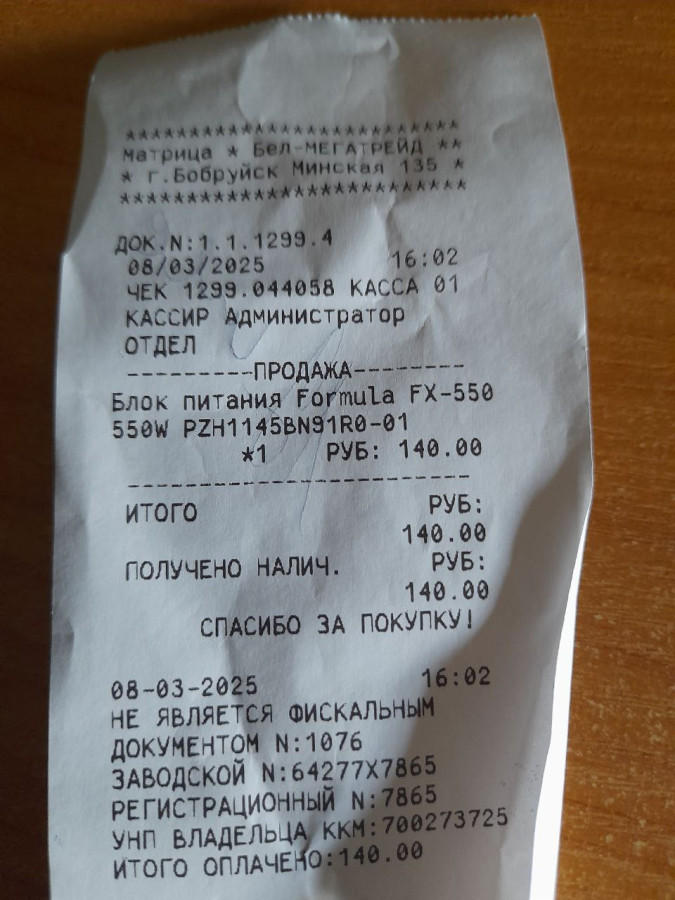 **************************
Матрица * Бел-МЕГАТРЕЙД **
* г.Бобруйск Минская 135 *
**************************
ДОК.N:1.1.1299.4
08/03/2025 16:02
ЧЕК 1299.044058 КАССА 01
КАССИР Администратор
ОТДЕЛ
----------ПРОДАЖА---------
Блок питания Formula FX-550
550W PZH1145BN91R0-01
*1 РУБ: 140.00
--------------------------
ИТОГО РУБ:
140.00
ПОЛУЧЕНО НАЛИЧ. РУБ:
140.00
СПАСИБО ЗА ПОКУПКУ!
08-03-2025 16:02
НЕ ЯВЛЯЕТСЯ ФИСКАЛЬНЫМ
ДОКУМЕНТОМ N:1076
ЗАВОДСКОЙ N:64277X7865
РЕГИСТРАЦИОННЫЙ N:7865
УНП ВЛАДЕЛЬЦА ККМ:700273725
ИТОГО ОПЛАЧЕНО:140.00